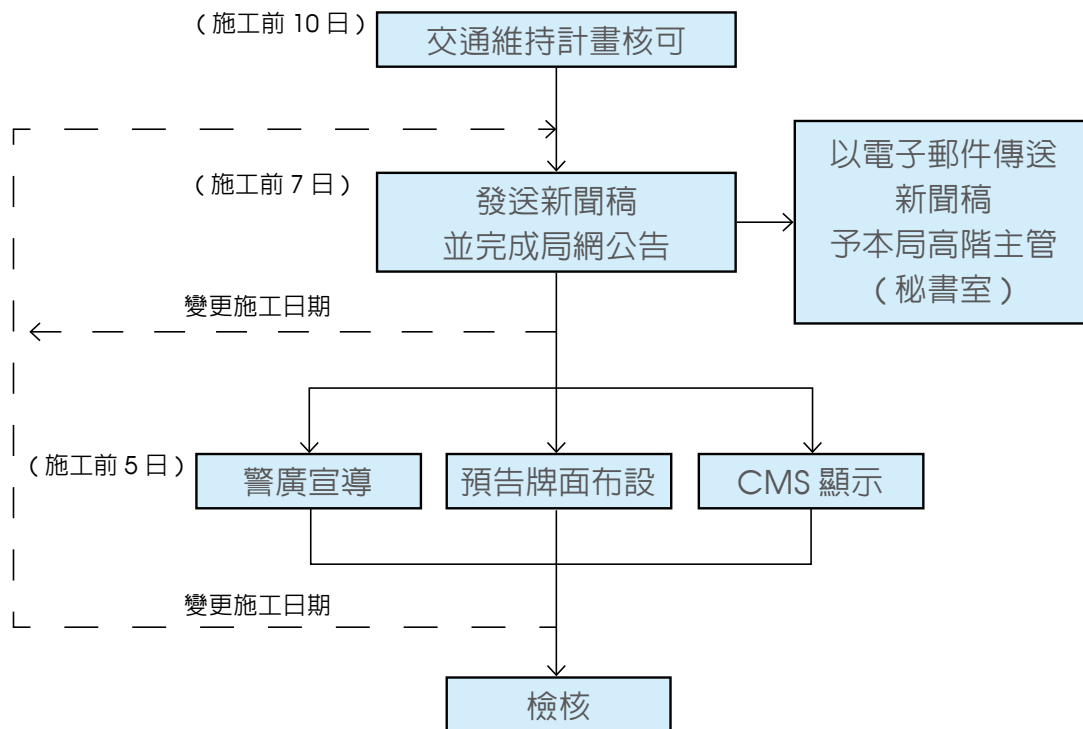 （施工前 10 日）
交通維持計畫核可
（施工前 7 日）
發送新聞稿
並完成局網公告
以電子郵件傳送
新聞稿
予本局高階主管
（秘書室）
變更施工日期
（施工前 5 日）
警廣宣導
預告牌面布設
CMS 顯示
變更施工日期
檢核